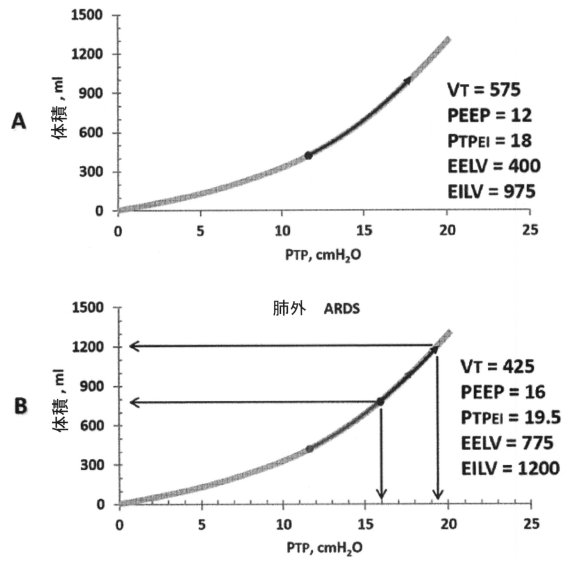 A
1500
1200
900
600
300
0
体積, ml
0 5 10 15 20 25
PTP, cmH₂O
VT = 575
PEEP = 12
PTPEI = 18
EELV = 400
EILV = 975
肺外 ARDS
B
1500
1200
900
600
300
0
体積, ml
0 5 10 15 20 25
PTP, cmH₂O
VT = 425
PEEP = 16
PTPEI = 19.5
EELV = 775
EILV = 1200